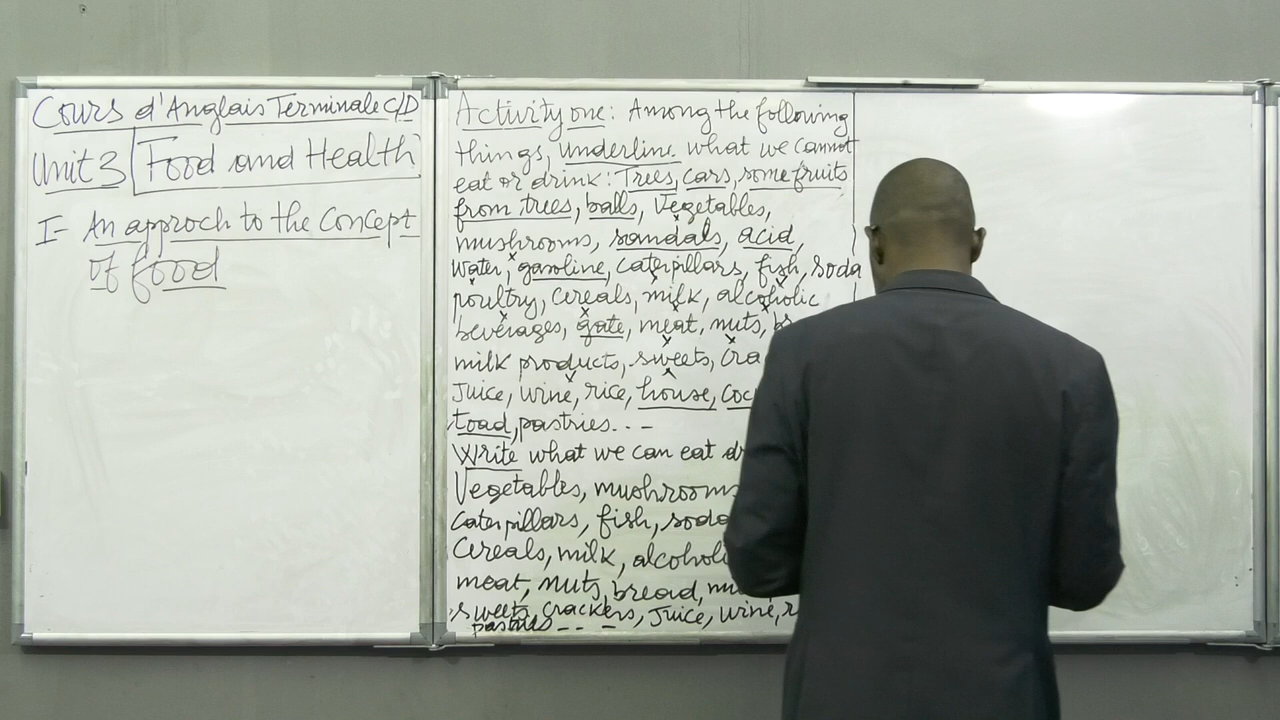 Cours d'Anglais Terminale C/D
Unit 3 Food and Health
I- An approch to the Concept
of food
Activity one: Among the following
things, underline what we cannot
eat or drink: Trees, cars, some fruits
from trees, balls, Vegetables,
mushrooms, sandals, acid,
water, gasoline, caterpillars, fish, soda
poultry, cereals, milk, alcoholic
beverages, gate, meat, nuts,
milk products, sweets,
Juice, wine, rice, house,
toad, pastries...
Write what we can eat
Vegetables, mushrooms
Caterpillars, fish, soda
Cereals, milk,
meat, nuts, bread,
sweets, crackers, Juice, wine,
pastries...